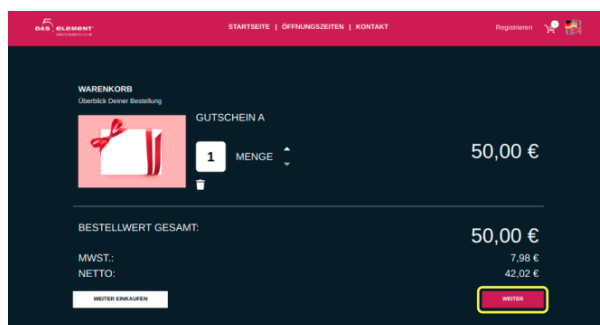 DAS 5 ELEMENT
STARTSEITE | ÖFFNUNGSZEITEN | KONTAKT
Registrieren
WARENKORB
Überblick Deiner Bestellung
GUTSCHEIN A
1 MENGE
50,00 €
BESTELLWERT GESAMT:
50,00 €
MWST.: 7,98 €
NETTO: 42,02 €
WEITER EINKAUFEN
WEITER